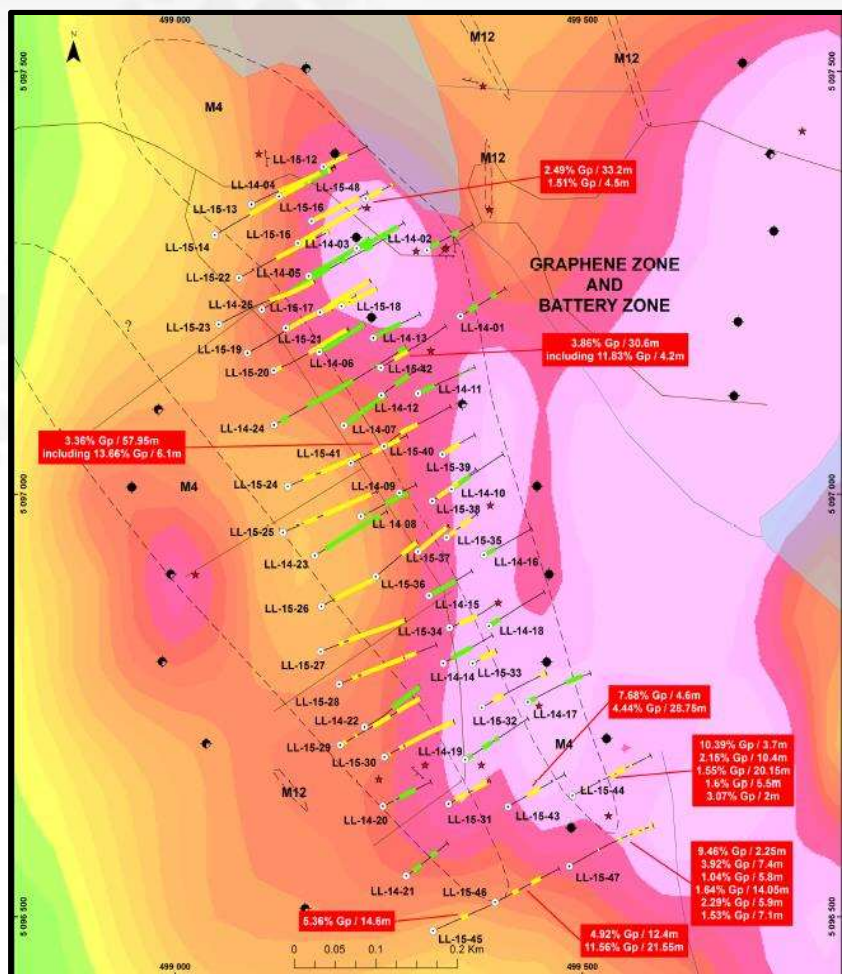 499 000
499 500
N
M12
5 097 500
5 097 500
M12
M4
LL-15-12
M12
LL-14-04
LL-15-48
2.49% Gp / 33.2m
1.51% Gp / 4.5m
LL-15-13
LL-15-16
LL-15-14
LL-15-15
LL-14-03
LL-14-02
GRAPHENE ZONE
AND
BATTERY ZONE
LL-15-22
LL-14-05
LL-14-26
LL-15-17
LL-15-18
LL-14-01
LL-15-23
?
LL-15-21
LL-14-13
3.86% Gp / 30.6m
including 11.83% Gp / 4.2m
LL-15-19
LL-14-06
LL-15-20
LL-15-42
LL-14-11
LL-14-12
LL-14-24
LL-14-07
3.36% Gp / 57.95m
including 13.66% Gp / 6.1m
LL-15-41
LL-15-40
LL-15-39
M4
LL-15-24
LL-14-09
LL-14-10
5 097 000
5 097 000
LL-15-38
LL-15-25
LL-14-08
LL-15-35
LL-14-23
LL-15-37
LL-14-16
LL-15-36
LL-15-26
LL-14-15
LL-15-34
LL-14-18
LL-15-27
LL-14-14
LL-15-33
LL-15-28
7.68% Gp / 4.6m
4.44% Gp / 28.75m
LL-14-22
LL-15-32
LL-14-17
LL-15-29
LL-14-19
M4
10.39% Gp / 3.7m
2.15% Gp / 10.4m
1.55% Gp / 20.15m
1.6% Gp / 5.5m
3.07% Gp / 2m
LL-15-30
M12
LL-15-44
LL-14-20
LL-15-31
LL-15-43
9.46% Gp / 2.25m
3.92% Gp / 7.4m
1.04% Gp / 5.8m
1.64% Gp / 14.05m
2.29% Gp / 5.9m
1.53% Gp / 7.1m
LL-14-21
LL-15-46
LL-15-47
5 096 500
5 096 500
5.36% Gp / 14.6m
LL-15-45
4.92% Gp / 12.4m
11.56% Gp / 21.55m
0 0.05 0.1 0.2 Km
499 000
499 500